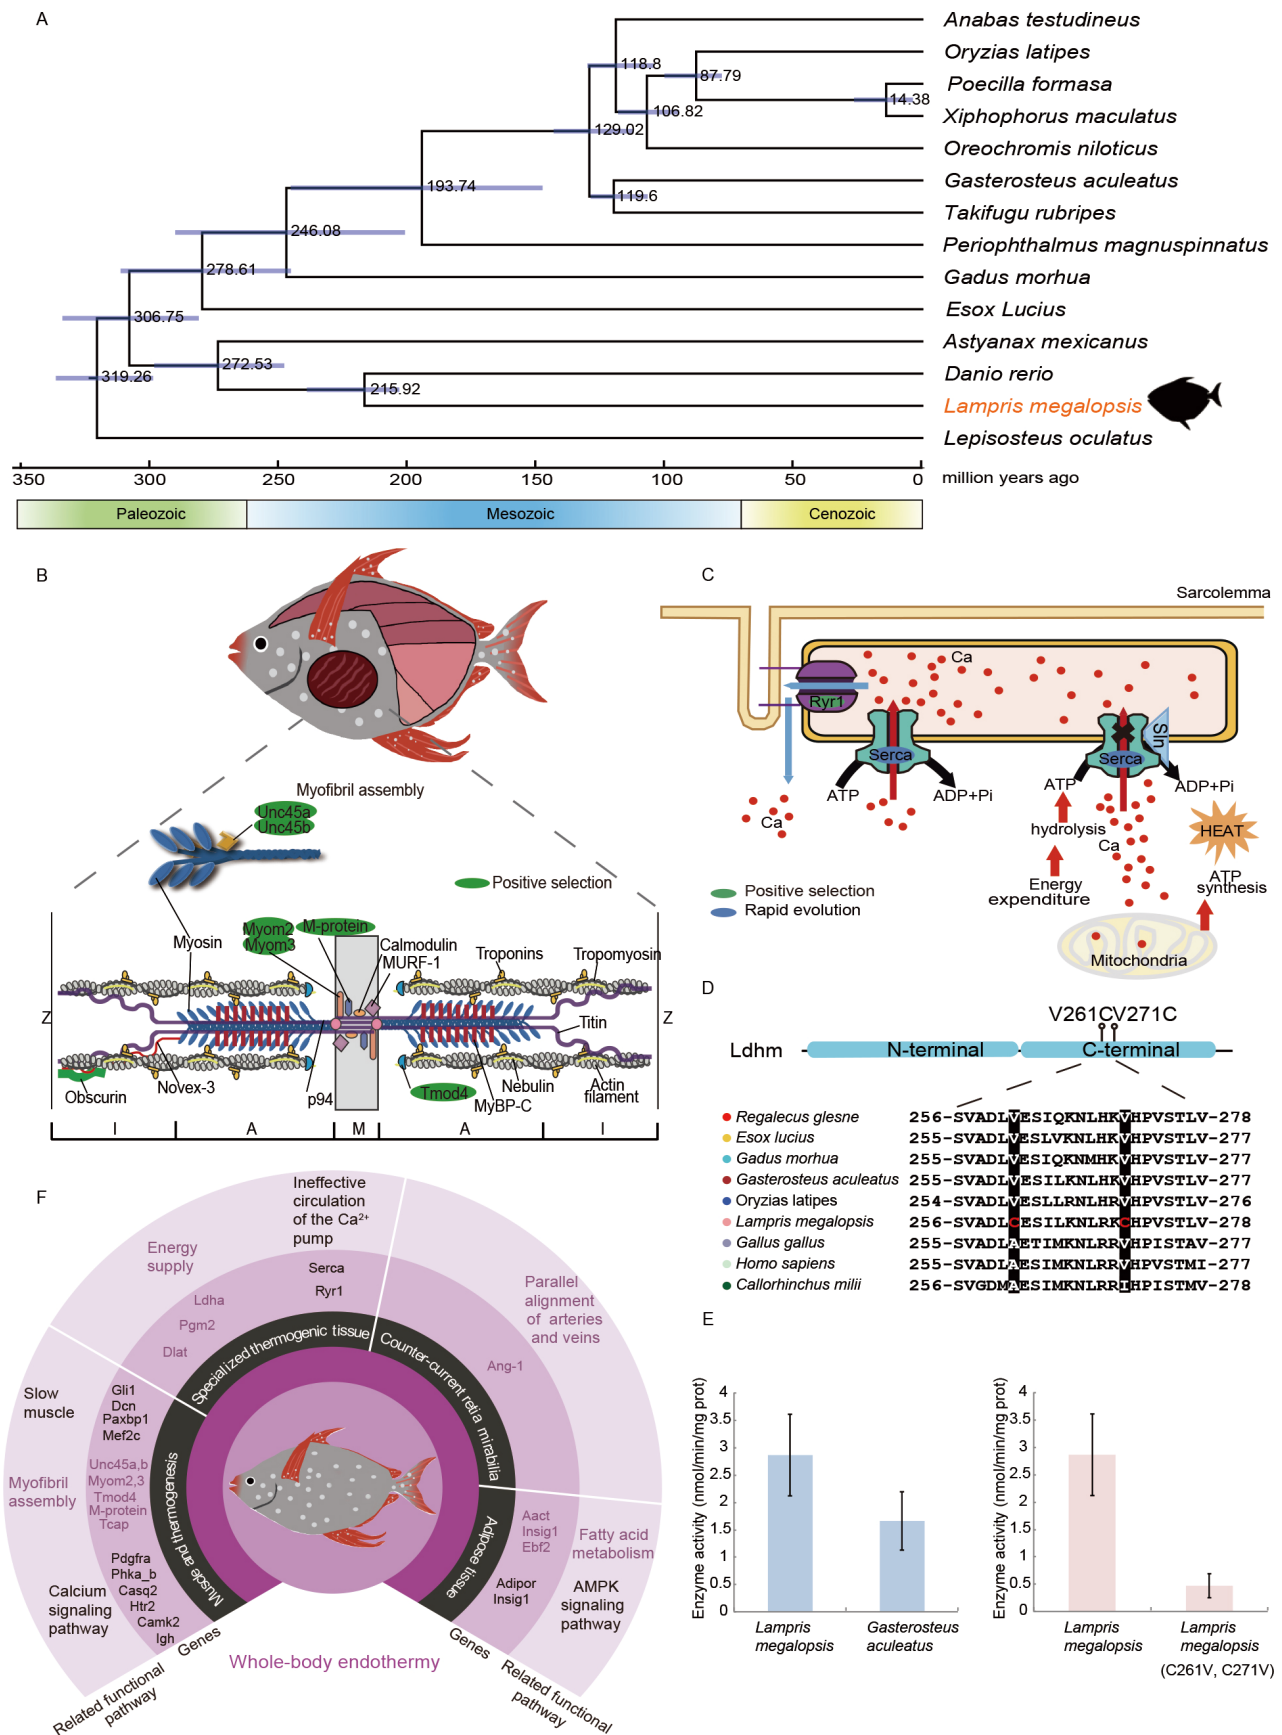 A
Anabas testudineus
Oryzias latipes
Poecilla formasa
Xiphophorus maculatus
Oreochromis niloticus
Gasterosteus aculeatus
Takifugu rubripes
Periophthalmus magnuspinnatus
Gadus morhua
Esox Lucius
Astyanax mexicanus
Danio rerio
Lampris megalopsis
Lepisosteus oculatus
118.8
87.79
14.38
106.82
129.02
119.6
193.74
246.08
278.61
306.75
272.53
319.26
215.92
350 300 250 200 150 100 50 0 million years ago
Paleozoic Mesozoic Cenozoic
B
Myofibril assembly
Unc45a
Unc45b
Positive selection
Myosin
Myom2
Myom3
M-protein
Calmodulin
MURF-1
Troponins
Tropomyosin
Z
Z
Titin
Obscurin
Novex-3
p94
Tmod4
MyBP-C
Nebulin
Actin
filament
I A M A I
C
Sarcolemma
Ca
Ryr1
Serca
ATP
ADP+Pi
Ca
Sln
Serca
ATP
ADP+Pi
hydrolysis
Ca
HEAT
Energy
expenditure
ATP
synthesis
Mitochondria
Positive selection
Rapid evolution
D
V261CV271C
Ldhm
N-terminal
C-terminal
Regalecus glesne 256-SVADLVESIQKNLHKVHPVSTLV-278
Esox lucius 255-SVADLVESLVKNLHKVHPVSTLV-277
Gadus morhua 255-SVADLVESIQKNMHKVHPVSTLV-277
Gasterosteus aculeatus 255-SVADLVESILKNLHKVHPVSTLV-277
Oryzias latipes 254-SVADLVESLLRNLHRVHPVSTLV-276
Lampris megalopsis 256-SVADLCESILKNLRKCHPVSTLV-278
Gallus gallus 255-SVADLAETIMKNLRRVHPISTAV-277
Homo sapiens 255-SVADLAESIMKNLRRVHPVSTMI-277
Callorhinchus milii 256-SVGDMAESIMKNLRRIHPISTMV-278
E
Enzyme activity (nmol/min/mg prot)
4
3.5
3
2.5
2
1.5
1
0.5
0
Lampris
megalopsis
Gasterosteus
aculeatus
Enzyme activity (nmol/min/mg prot)
4
3.5
3
2.5
2
1.5
1
0.5
0
Lampris
megalopsis
Lampris
megalopsis
(C261V, C271V)
F
Ineffective
circulation
of the Ca²⁺
pump
Energy
supply
Serca
Ryr1
Ldha
Pgm2
Dlat
Specialized thermogenic tissue
Counter-current retia mirabilia
Parallel
alignment
of arteries
and veins
Ang-1
Slow
muscle
Gli1
Dcn
Paxbp1
Mef2c
Myofibril
assembly
Unc45a,b
Myom2,3
Tmod4
M-protein
Tcap
Muscle and thermogenesis
Calcium
signaling
pathway
Pdgfra
Phka_b
Casq2
Htr2
Camk2
Igh
Adipose tissue
Aact
Insig1
Ebf2
Fatty acid
metabolism
Adipor
Insig1
AMPK
signaling
pathway
Genes
Related functional
pathway
Whole-body endothermy
Genes
Related functional
pathway